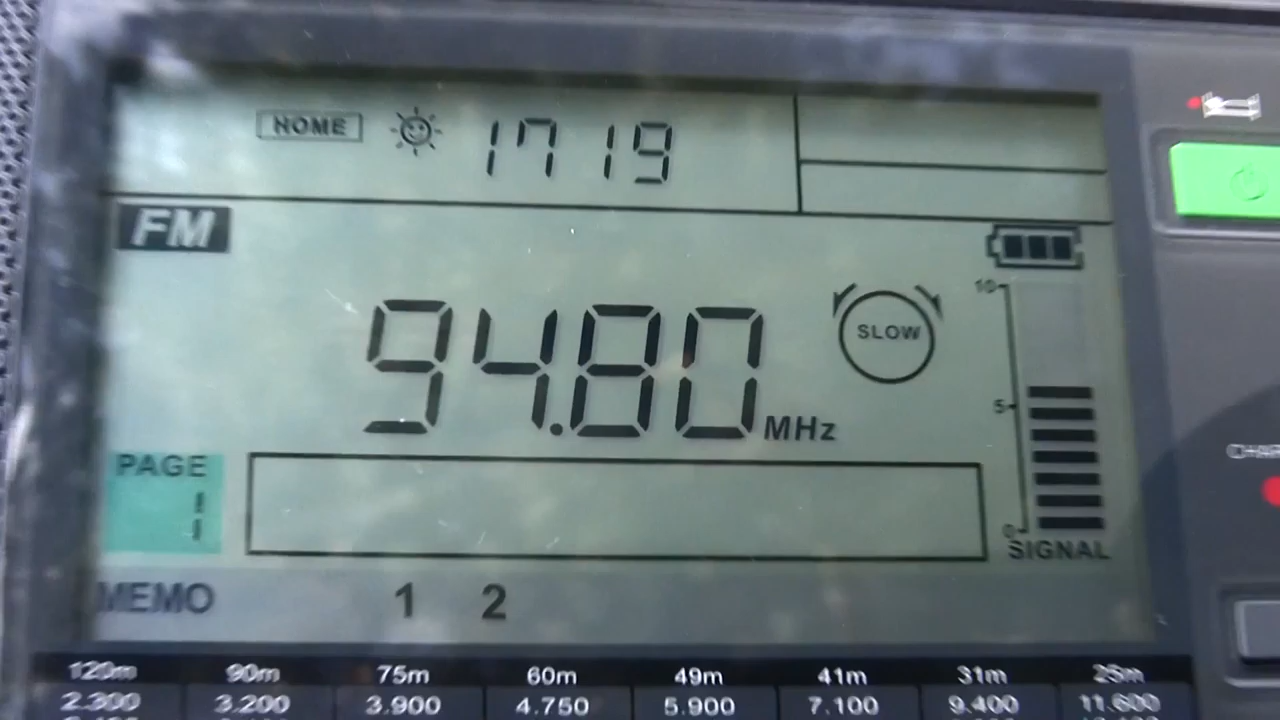 HOME 17 19
FM
94.80 MHz
SLOW
10
5
0
SIGNAL
PAGE
1
MEMO 1 2
120m 90m 75m 60m 49m 41m 31m 25m
2.300 3.200 3.900 4.750 5.900 7.100 9.400 11.600